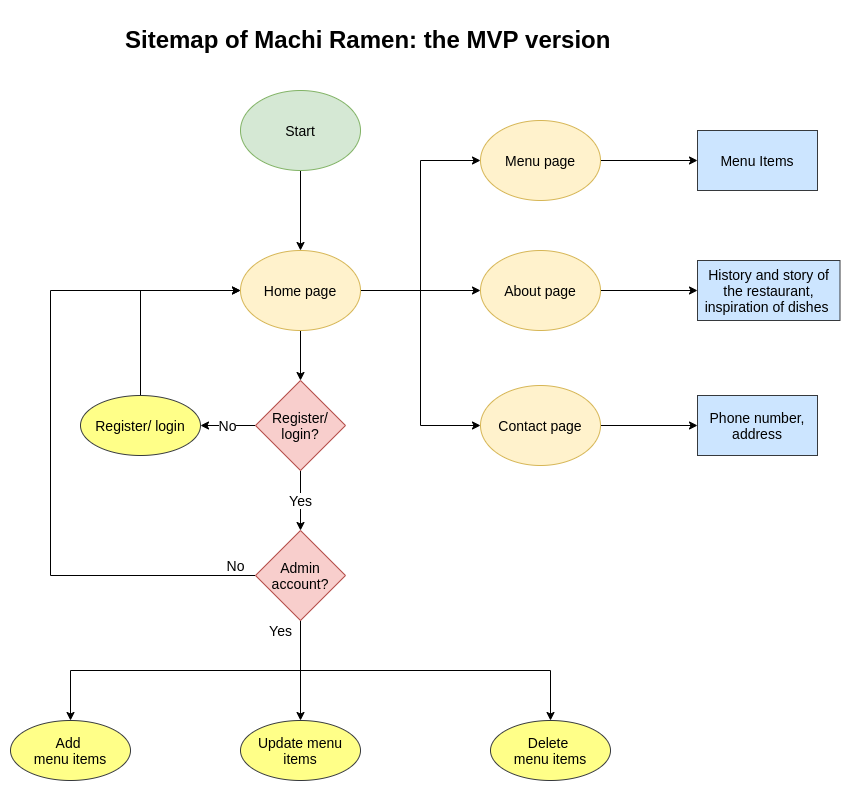 Sitemap of Machi Ramen: the MVP version
Start
Menu page
Menu Items
Home page
About page
History and story of
the restaurant,
inspiration of dishes
Register/ login
No
Register/
login?
Contact page
Phone number,
address
Yes
No
Admin
account?
Yes
Add
menu items
Update menu
items
Delete
menu items